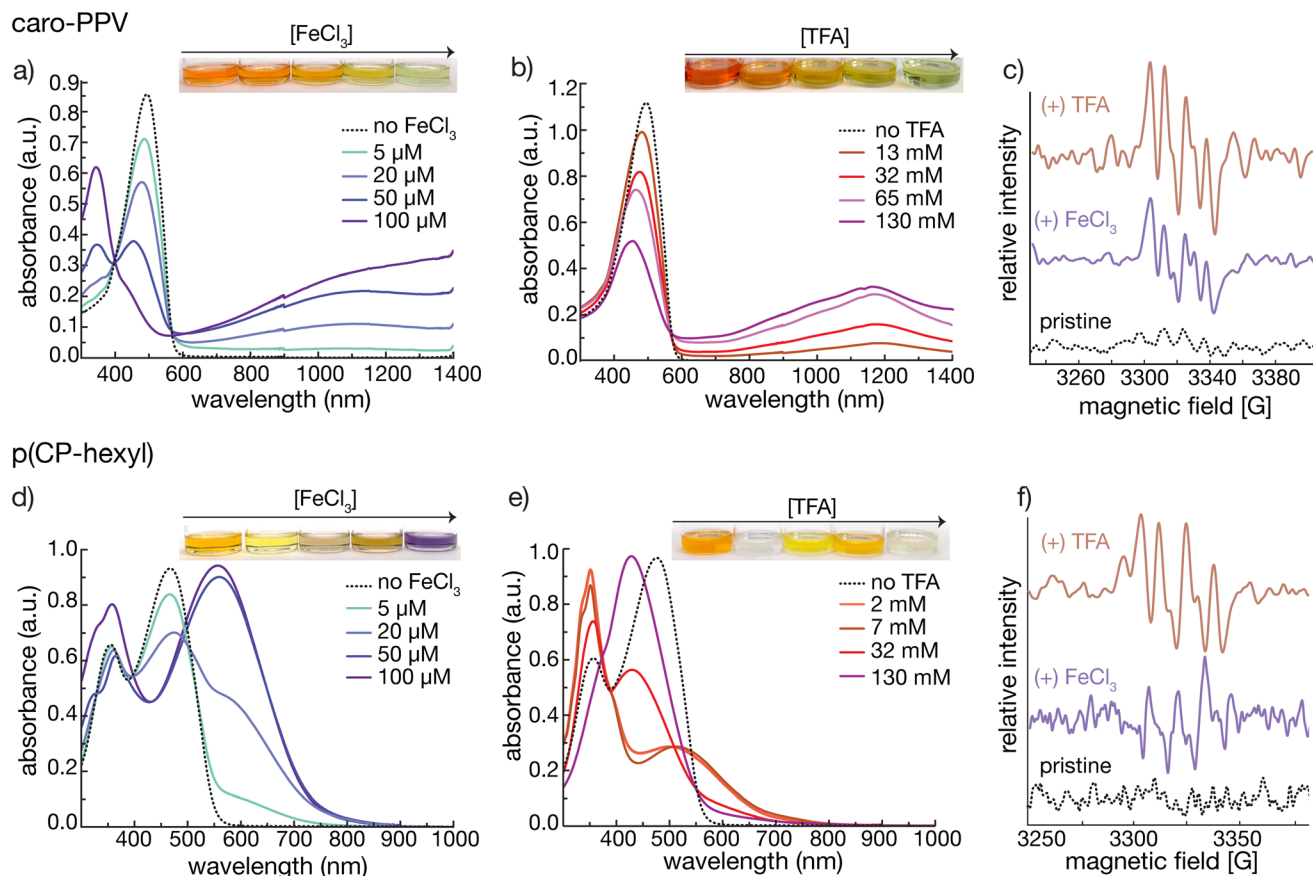 caro-PPV
a)
[FeCl₃]
absorbance (a.u.)
0.9
0.8
0.7
0.6
0.5
0.4
0.3
0.2
0.1
0.0
no FeCl₃
5 µM
20 µM
50 µM
100 µM
400 600 800 1000 1200 1400
wavelength (nm)
b)
[TFA]
absorbance (a.u.)
1.2
1.0
0.8
0.6
0.4
0.2
0.0
no TFA
13 mM
32 mM
65 mM
130 mM
400 600 800 1000 1200 1400
wavelength (nm)
c)
relative intensity
(+) TFA
(+) FeCl₃
pristine
3260 3300 3340 3380
magnetic field [G]
p(CP-hexyl)
d)
[FeCl₃]
absorbance (a.u.)
1.0
0.8
0.6
0.4
0.2
0.0
no FeCl₃
5 µM
20 µM
50 µM
100 µM
400 500 600 700 800 900 1000
wavelength (nm)
e)
[TFA]
absorbance (a.u.)
1.0
0.8
0.6
0.4
0.2
0.0
no TFA
2 mM
7 mM
32 mM
130 mM
400 500 600 700 800 900 1000
wavelength (nm)
f)
relative intensity
(+) TFA
(+) FeCl₃
pristine
3250 3300 3350
magnetic field [G]